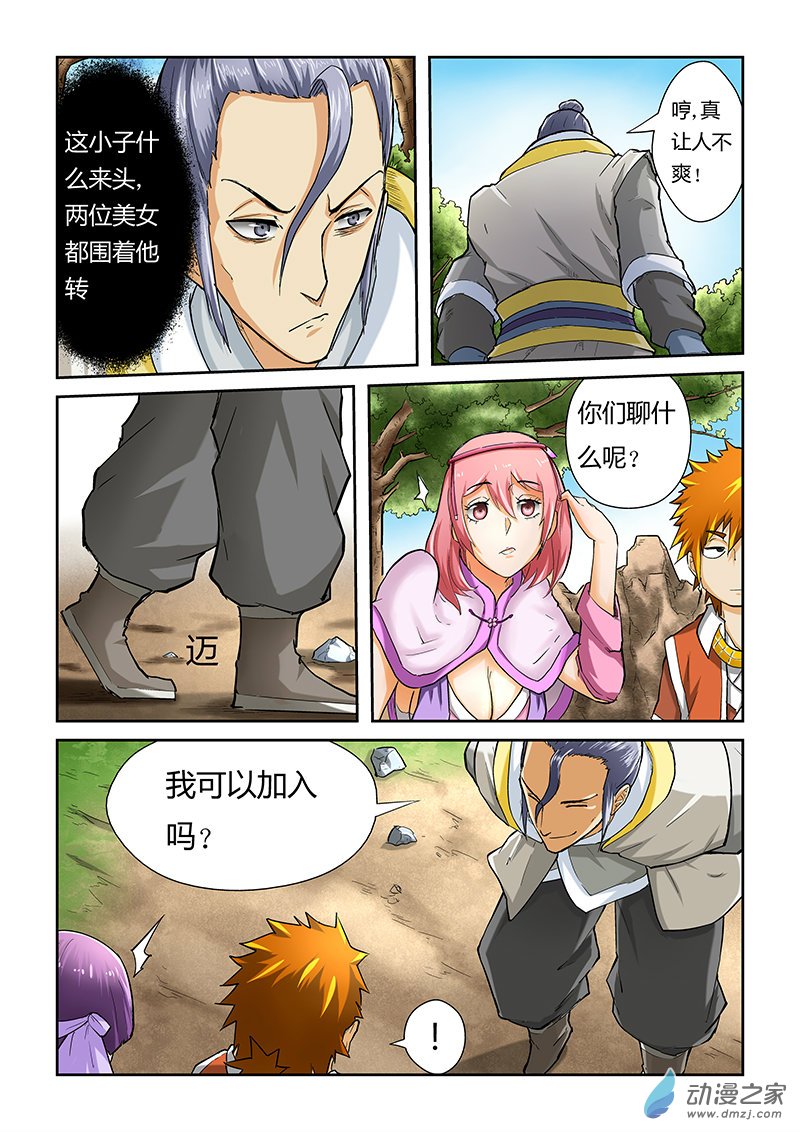 这小子什
么来头,
两位美女
都围着他
转
哼,真
让人不
爽!
迈
你们聊什
么呢?
我可以加入
吗?
!
动漫之家
www.dmzj.com